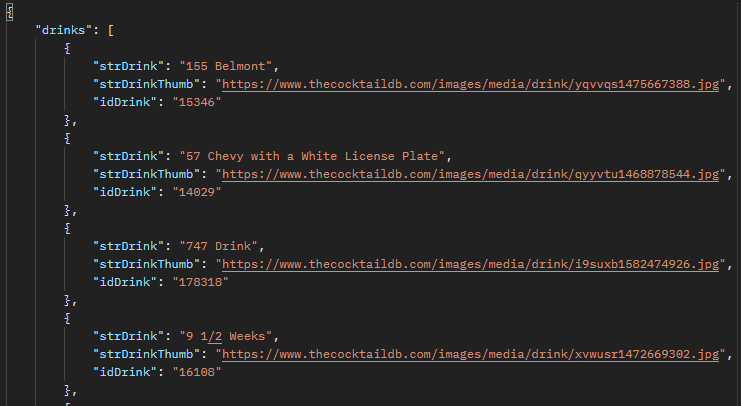 {
"drinks": [
{
"strDrink": "155 Belmont",
"strDrinkThumb": "https://www.thecocktaildb.com/images/media/drink/yqvvqs1475667388.jpg",
"idDrink": "15346"
},
{
"strDrink": "57 Chevy with a White License Plate",
"strDrinkThumb": "https://www.thecocktaildb.com/images/media/drink/qyyvtu1468878544.jpg",
"idDrink": "14029"
},
{
"strDrink": "747 Drink",
"strDrinkThumb": "https://www.thecocktaildb.com/images/media/drink/i9suxb1582474926.jpg",
"idDrink": "178318"
},
{
"strDrink": "9 1/2 Weeks",
"strDrinkThumb": "https://www.thecocktaildb.com/images/media/drink/xvwusr1472669302.jpg",
"idDrink": "16108"
},